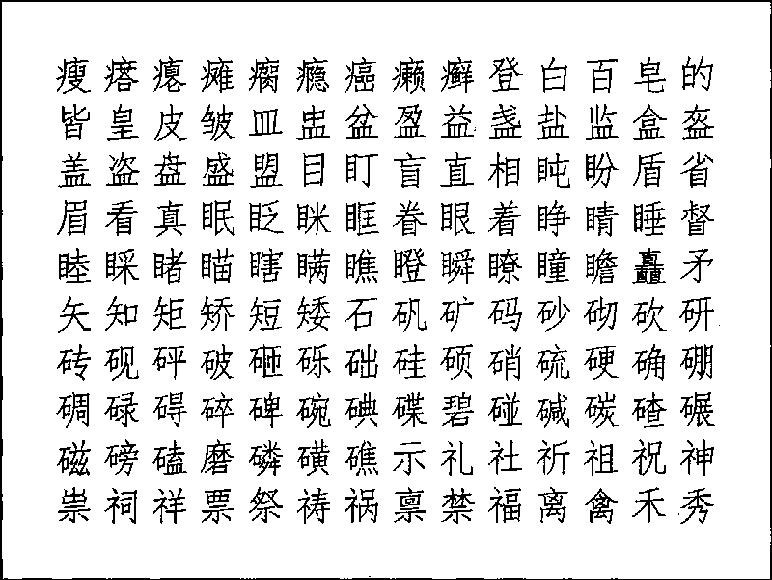 瘦瘩瘪瘫瘸瘾癌癞癣登白百皂的
皆皇皮皱皿盅盆盈益盏盐监盒盔
盖盗盘盛盟目盯盲直相盹盼盾省
眉看真眠眨眯眶眷眼着睁睛睡督
睦睬睹瞄瞎瞒瞧瞪瞬瞭瞳瞻矗矛
矢知矩矫短矮石矾矿码砂砌砍研
砖砚砰破砸砾础硅硕硝硫硬确硼
碉碌碍碎碑碗碘碟碧碰碱碳碴碾
磁磅磕磨磷磺礁示礼社祈祖祝神
祟祠祥票祭祷祸禀禁福离禽禾秀